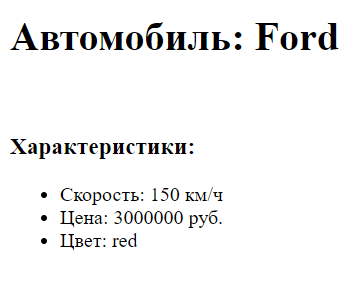 Автомобиль: Ford
Характеристики:
Скорость: 150 км/ч
Цена: 3000000 руб.
Цвет: red